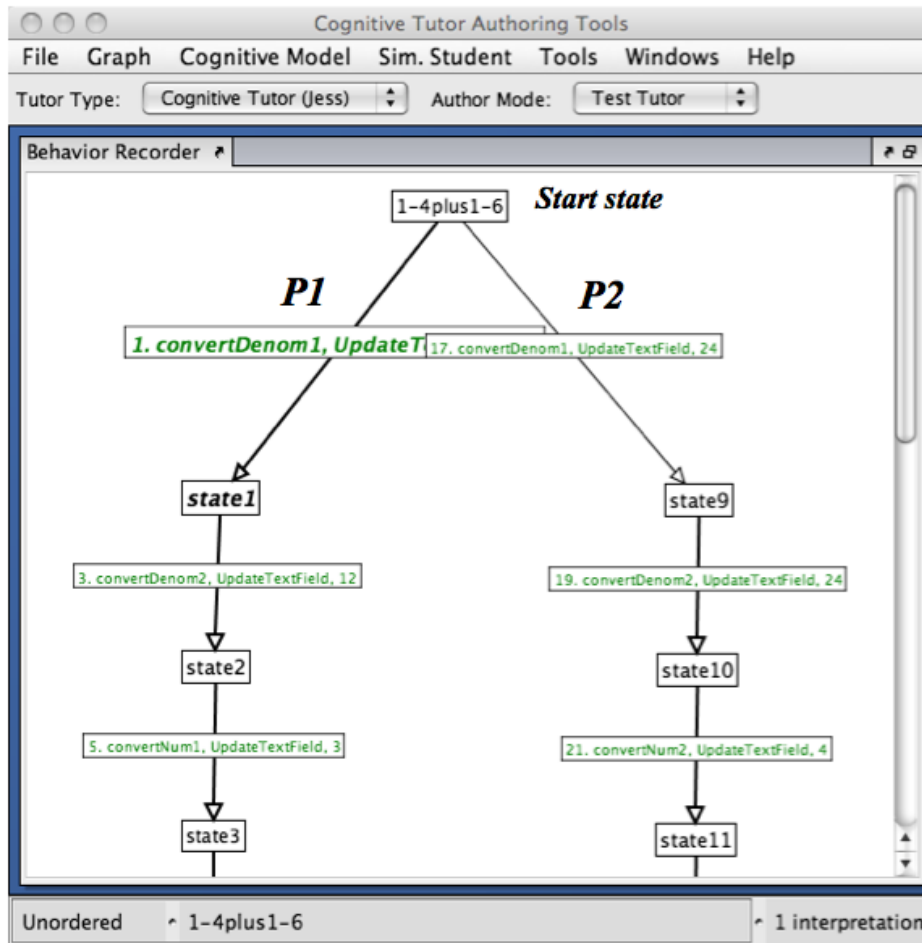 Cognitive Tutor Authoring Tools
File Graph Cognitive Model Sim. Student Tools Windows Help
Tutor Type: Cognitive Tutor (Jess) Author Mode: Test Tutor
Behavior Recorder
1-4plus1-6 Start state
P1 P2
1. convertDenom1, UpdateT
17. convertDenom1, UpdateTextField, 24
state1 state9
3. convertDenom2, UpdateTextField, 12 19. convertDenom2, UpdateTextField, 24
state2 state10
5. convertNum1, UpdateTextField, 3 21. convertNum2, UpdateTextField, 4
state3 state11
Unordered 1-4plus1-6 1 interpretation